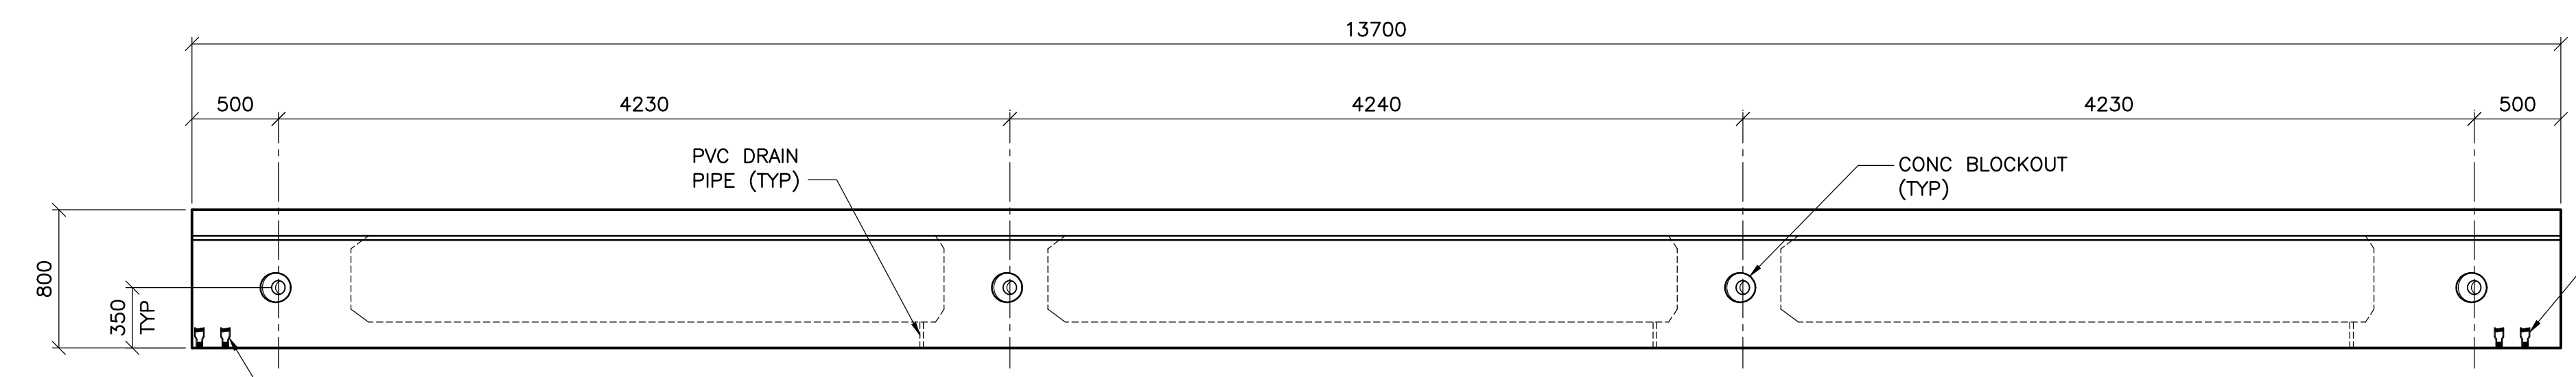 13700
500
4230
4240
4230
500
PVC DRAIN
PIPE (TYP)
CONC BLOCKOUT
(TYP)
800
350
TYP